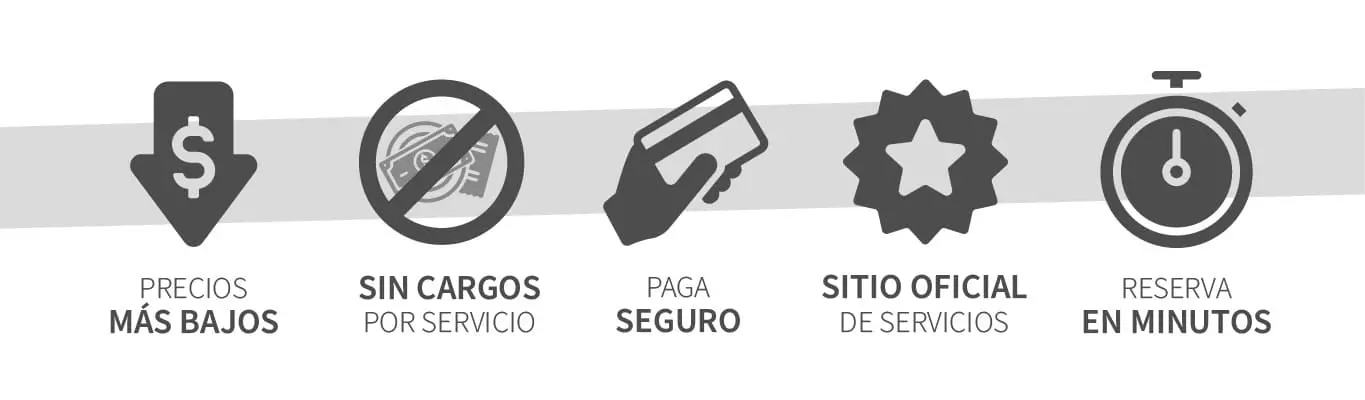 PRECIOS
MÁS BAJOS
SIN CARGOS
POR SERVICIO
PAGA
SEGURO
SITIO OFICIAL
DE SERVICIOS
RESERVA
EN MINUTOS